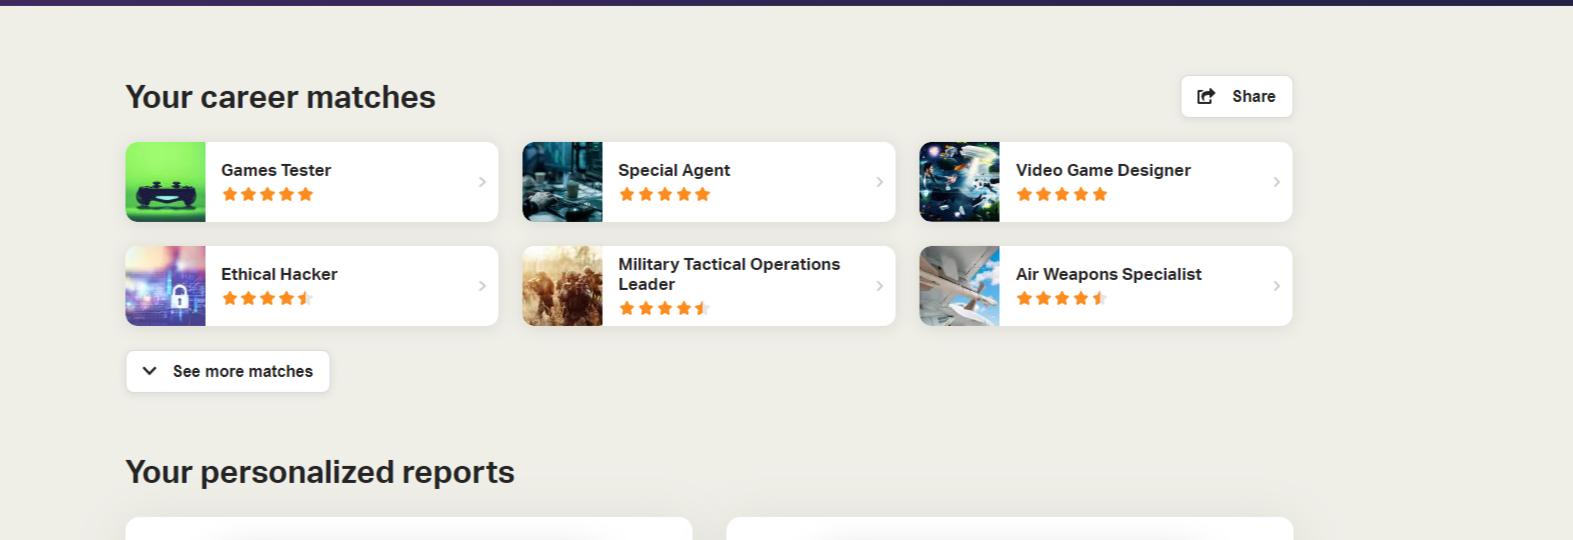 Your career matches
Share
Games Tester
Special Agent
Video Game Designer
Ethical Hacker
Military Tactical Operations
Leader
Air Weapons Specialist
See more matches
Your personalized reports